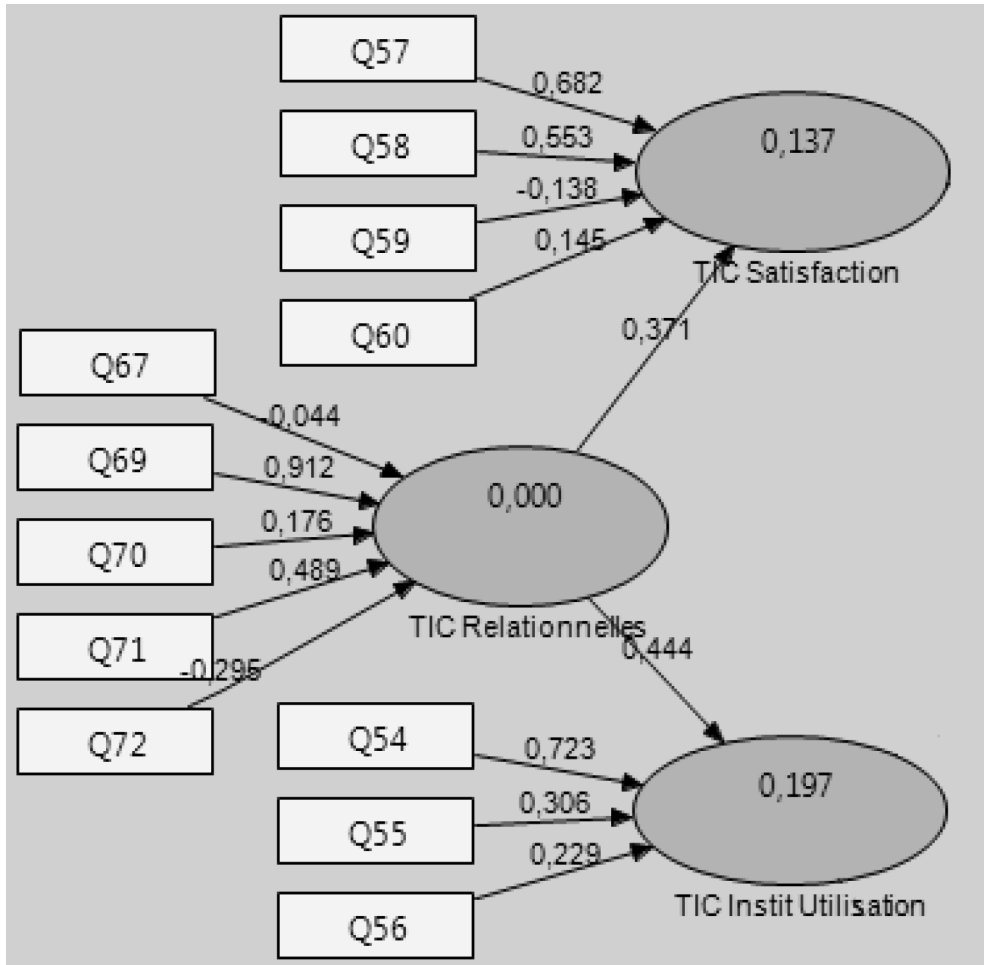 Q57
0,682
0,137
Q58
0,553
Q59
-0,138
Q60
0,145
TIC Satisfaction
0,371
Q67
-0,044
Q69
0,912
0,000
Q70
0,176
Q71
0,489
TIC Relationnelles
Q72
-0,295
0,444
Q54
0,723
0,197
Q55
0,306
Q56
0,229
TIC Instit Utilisation